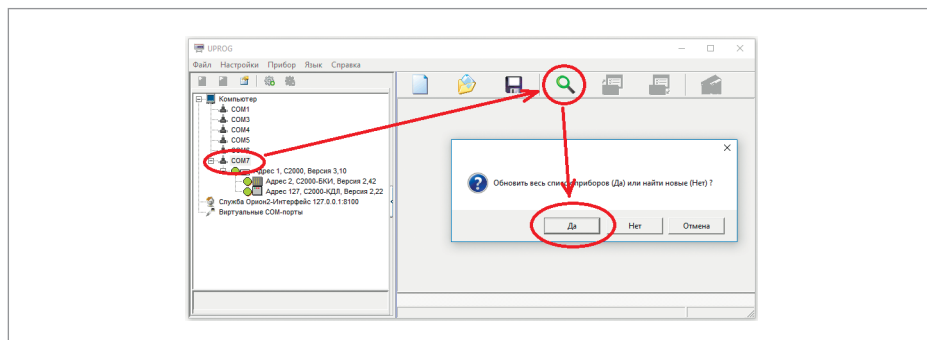 UPROG
Файл Настройки Прибор Язык Справка
Компьютер
COM1
COM3
COM4
COM5
COM7
Адрес 1, С2000, Версия 3,10
Адрес 2, С2000-БКИ, Версия 2,42
Адрес 127, С2000-КДЛ, Версия 2,22
Служба Орион2-Интерфейс 127.0.0.1:8100
Виртуальные COM-порты
Обновить весь список приборов (Да) или найти новые (Нет) ?
Да Нет Отмена